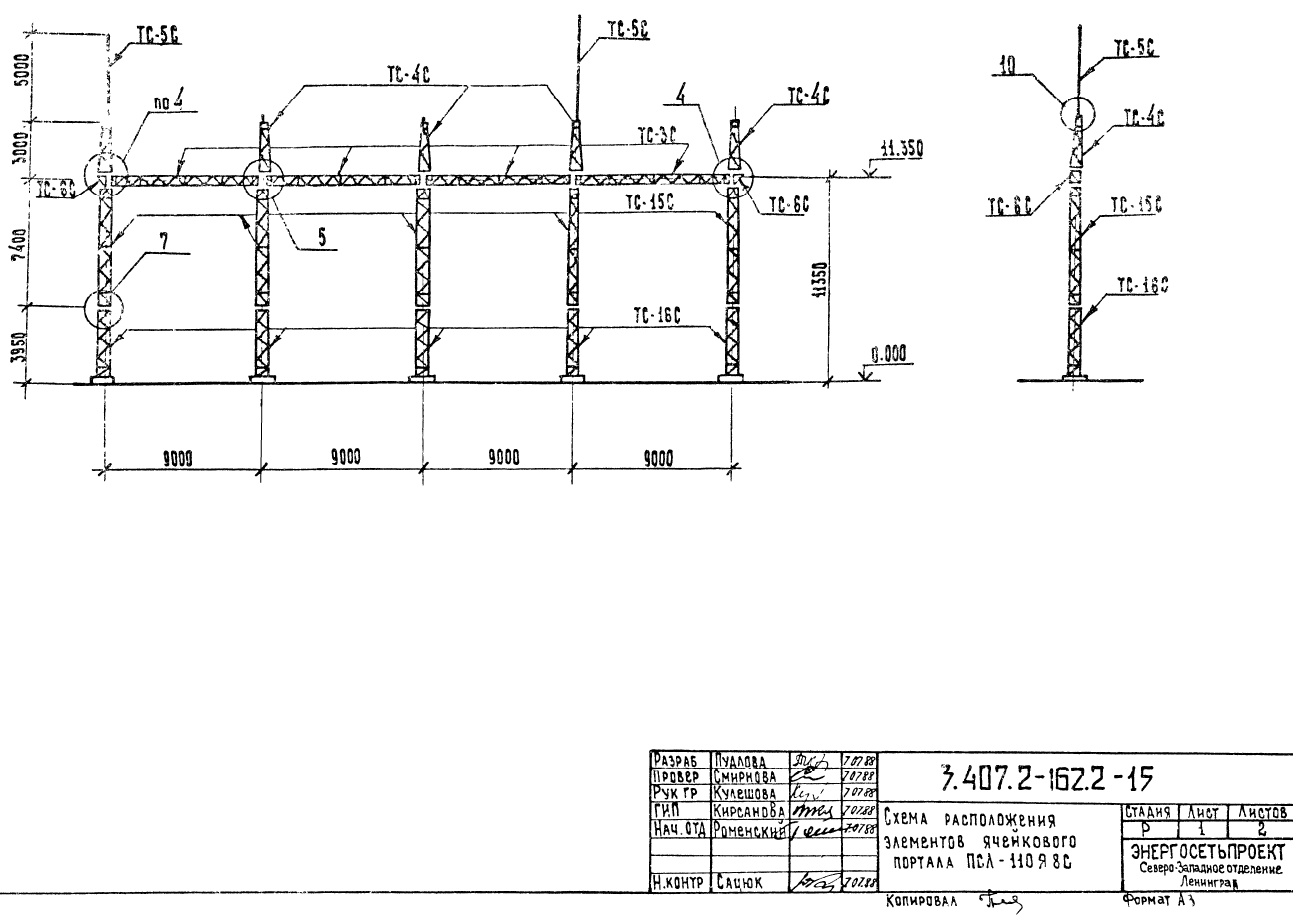 ТС-5С
ТС-5С
ТС-5С
5000
ТС-4С
10
по 4
4
ТС-4С
ТС-4С
3000
ТС-3С
11.350
ТС-6С
ТС-15С
ТС-6С
ТС-6С
ТС-15С
7400
7
5
11350
ТС-16С
ТС-16С
3950
0.000
9000
9000
9000
9000
РАЗРАБ ПУДЛОВА 7.07.88
ПРОВЕР СМИРНОВА 7.07.88
РУК ГР КУЛЕШОВА 7.07.88
ГИП КИРСАНОВА 7.07.88
НАЧ. ОТД РОМЕНСКИЙ 7.07.88
Н.КОНТР САЦЮК 7.07.88
3.407.2-162.2-15
СХЕМА РАСПОЛОЖЕНИЯ
ЭЛЕМЕНТОВ ЯЧЕЙКОВОГО
ПОРТАЛА ПСЛ-110Я8С
СТАДИЯ ЛИСТ ЛИСТОВ
Р 1 2
ЭНЕРГОСЕТЬПРОЕКТ
Северо-Западное отделение
Ленинград
КОПИРОВАЛ
ФОРМАТ А3